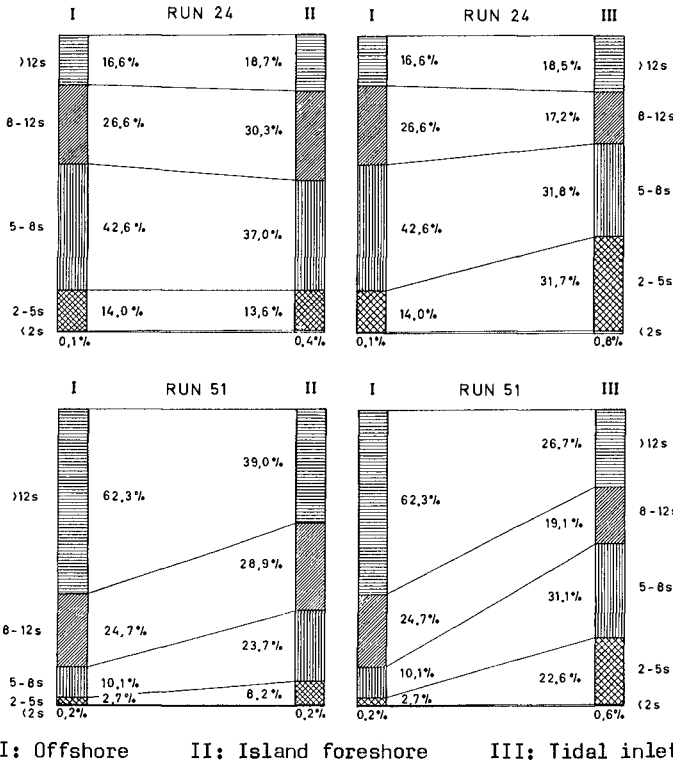 I RUN 24 II I RUN 24 III
>12s 16,6% 18,7% 16,6% 18,5% >12s
8-12s 26,6% 30,3% 26,6% 17,2% 8-12s
5-8s 42,6% 37,0% 42,6% 31,8% 5-8s
2-5s 14,0% 13,6% 14,0% 31,7% 2-5s
<2s <2s
0,1% 0,4% 0,1% 0,8%
I RUN 51 II I RUN 51 III
>12s 62,3% 39,0% 62,3% 26,7% >12s
8-12s 24,7% 28,9% 24,7% 19,1% 8-12s
5-8s 10,1% 23,7% 10,1% 31,1% 5-8s
2-5s 2,7% 8,2% 2,7% 22,6% 2-5s
<2s <2s
0,2% 0,2% 0,2% 0,6%
I: Offshore II: Island foreshore III: Tidal inlet